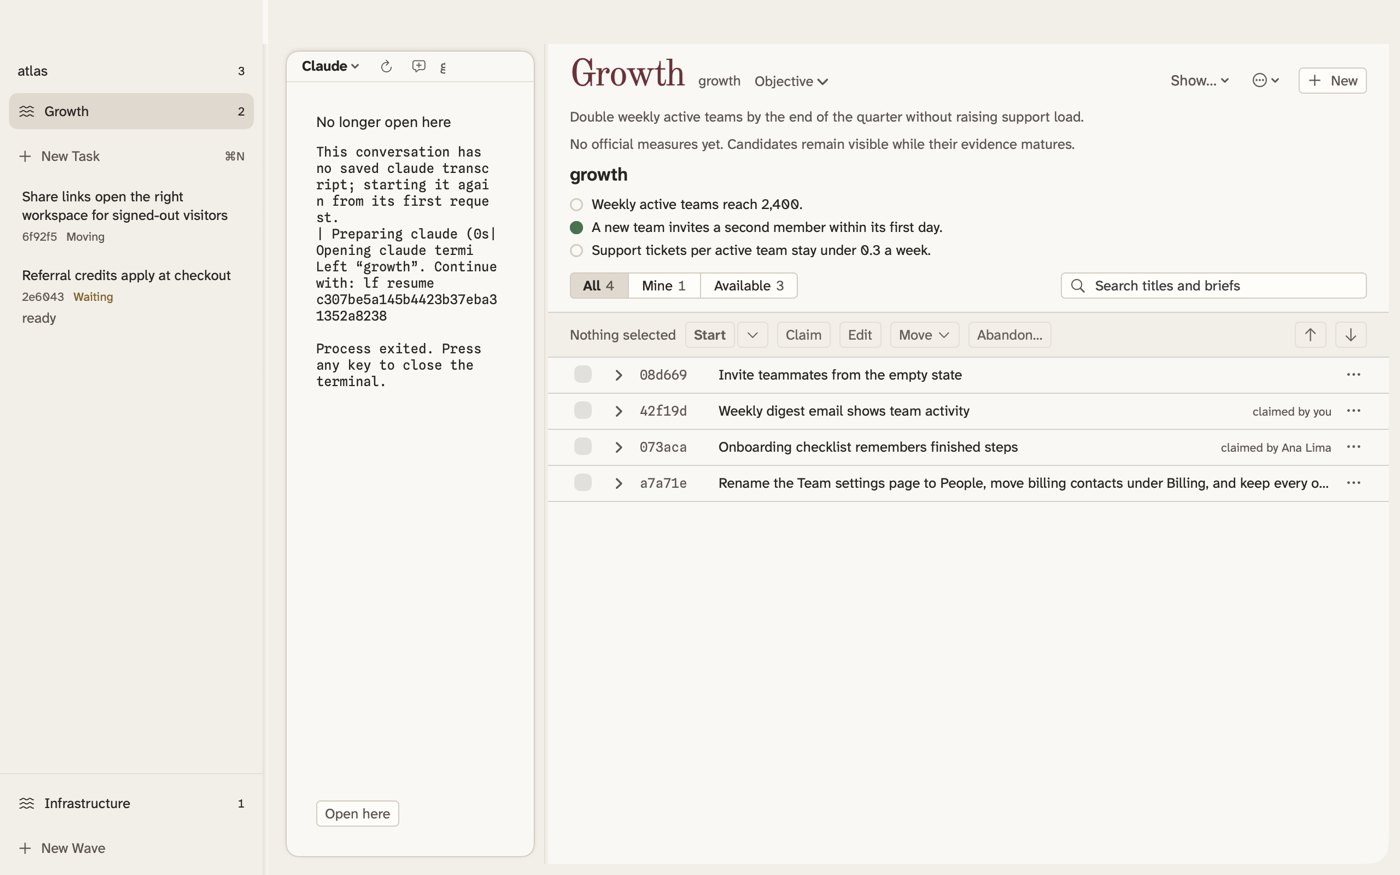 atlas 3
Growth 2
New Task ⌘N
Share links open the right
workspace for signed-out visitors
6f92f5 Moving
Referral credits apply at checkout
2e6043 Waiting
ready
Infrastructure 1
New Wave
Claude
No longer open here
This conversation has
no saved claude transc
ript; starting it agai
n from its first reque
st.
| Preparing claude (0s|
Opening claude termi
Left “growth”. Continue
with: lf resume
c307be5a145b4423b37eba3
1352a8238
Process exited. Press
any key to close the
terminal.
Open here
Growth growth Objective
Show... New
Double weekly active teams by the end of the quarter without raising support load.
No official measures yet. Candidates remain visible while their evidence matures.
growth
Weekly active teams reach 2,400.
A new team invites a second member within its first day.
Support tickets per active team stay under 0.3 a week.
All 4 Mine 1 Available 3 Search titles and briefs
Nothing selected Start Claim Edit Move Abandon...
08d669 Invite teammates from the empty state
42f19d Weekly digest email shows team activity claimed by you
073aca Onboarding checklist remembers finished steps claimed by Ana Lima
a7a71e Rename the Team settings page to People, move billing contacts under Billing, and keep every o...